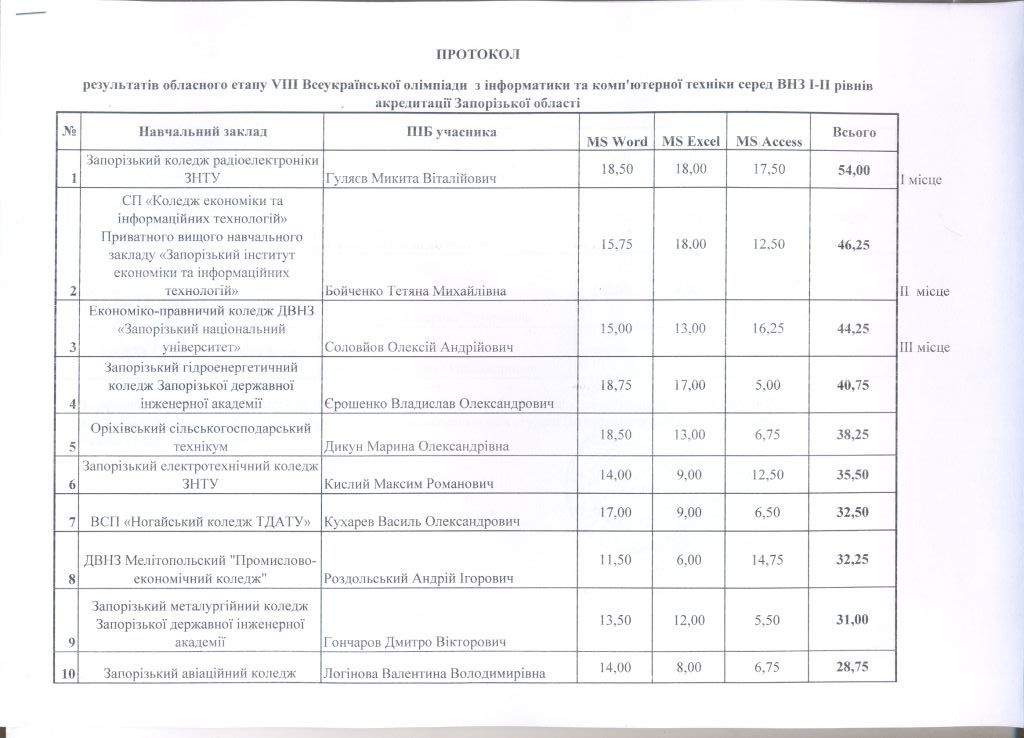 ПРОТОКОЛ
результатів обласного етапу VIII Всеукраїнської олімпіади з інформатики та комп'ютерної техніки серед ВНЗ І-ІІ рівнів
акредитації Запорізької області
№ Навчальний заклад ПІБ учасника MS Word MS Excel MS Access Всього
Запорізький коледж радіоелектроніки
1 ЗНТУ Гуляєв Микита Віталійович 18,50 18,00 17,50 54,00 І місце
СП «Коледж економіки та
інформаційних технологій»
Приватного вищого навчального
закладу «Запорізький інститут
економіки та інформаційних
2 технологій» Бойченко Тетяна Михайлівна 15,75 18,00 12,50 46,25 ІІ місце
Економіко-правничий коледж ДВНЗ
«Запорізький національний
3 університет» Соловйов Олексій Андрійович 15,00 13,00 16,25 44,25 ІІІ місце
Запорізький гідроенергетичний
коледж Запорізької державної
4 інженерної академії Єрошенко Владислав Олександрович 18,75 17,00 5,00 40,75
Оріхівський сільськогосподарський
5 технікум Дикун Марина Олександрівна 18,50 13,00 6,75 38,25
Запорізький електротехнічний коледж
6 ЗНТУ Кислий Максим Романович 14,00 9,00 12,50 35,50
7 ВСП «Ногайський коледж ТДАТУ» Кухарев Василь Олександрович 17,00 9,00 6,50 32,50
ДВНЗ Мелітопольский "Промислово-
8 економічний коледж" Роздольський Андрій Ігорович 11,50 6,00 14,75 32,25
Запорізький металургійний коледж
Запорізької державної інженерної
9 академії Гончаров Дмитро Вікторович 13,50 12,00 5,50 31,00
10 Запорізький авіаційний коледж Логінова Валентина Володимирівна 14,00 8,00 6,75 28,75